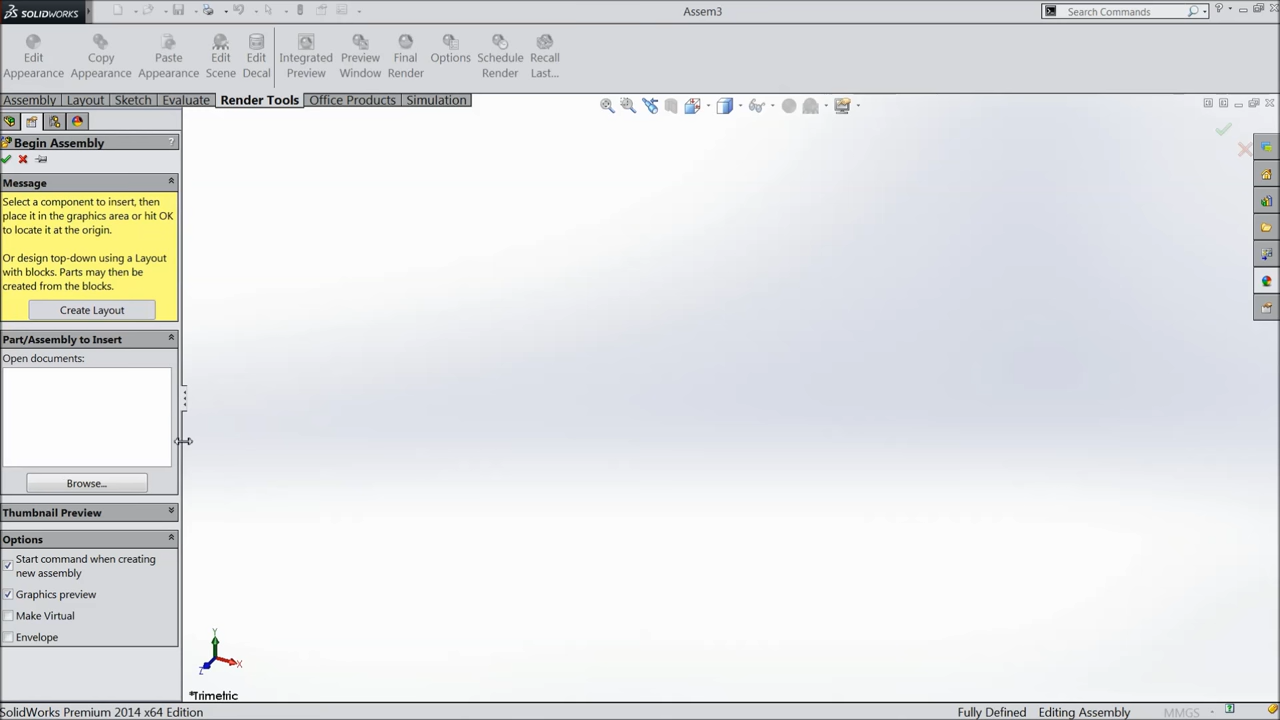 SOLIDWORKS
Assem3
Search Commands
Edit Appearance
Copy Appearance
Paste Appearance
Edit Scene
Edit Decal
Integrated Preview
Preview Window
Final Render
Options
Schedule Render
Recall Last...
Assembly Layout Sketch Evaluate Render Tools Office Products Simulation
Begin Assembly ?
Message
Select a component to insert, then
place it in the graphics area or hit OK
to locate it at the origin.
Or design top-down using a Layout
with blocks. Parts may then be
created from the blocks.
Create Layout
Part/Assembly to Insert
Open documents:
Browse...
Thumbnail Preview
Options
Start command when creating
new assembly
Graphics preview
Make Virtual
Envelope
Y
X
Z
*Trimetric
SolidWorks Premium 2014 x64 Edition
Fully Defined Editing Assembly MMGS